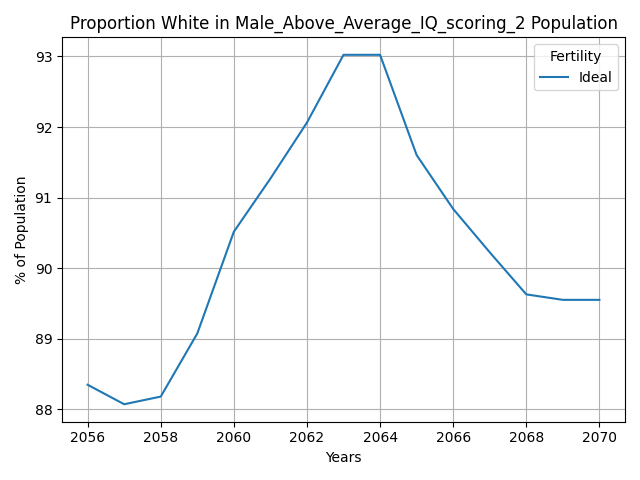 Proportion White in Male_Above_Average_IQ_scoring_2 Population
Fertility
Ideal
% of Population
93
92
91
90
89
88
2056 2058 2060 2062 2064 2066 2068 2070
Years